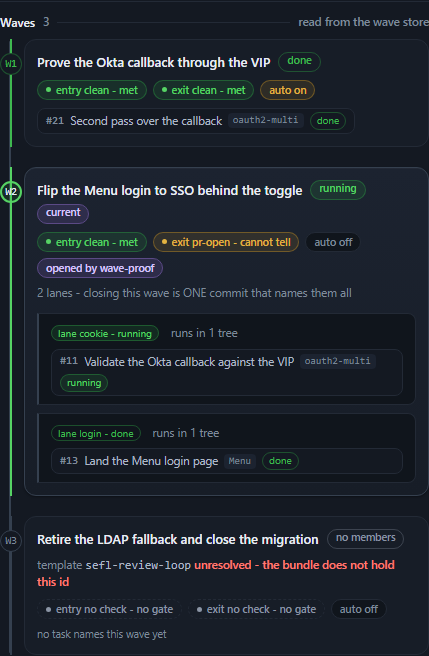 Waves 3 read from the wave store
W1 Prove the Okta callback through the VIP done
entry clean - met exit clean - met auto on
#21 Second pass over the callback oauth2-multi done
W2 Flip the Menu login to SSO behind the toggle running
current
entry clean - met exit pr-open - cannot tell auto off
opened by wave-proof
2 lanes - closing this wave is ONE commit that names them all
lane cookie - running runs in 1 tree
#11 Validate the Okta callback against the VIP oauth2-multi
running
lane login - done runs in 1 tree
#13 Land the Menu login page Menu done
W3 Retire the LDAP fallback and close the migration no members
template sefl-review-loop unresolved - the bundle does not hold
this id
entry no check - no gate exit no check - no gate auto off
no task names this wave yet